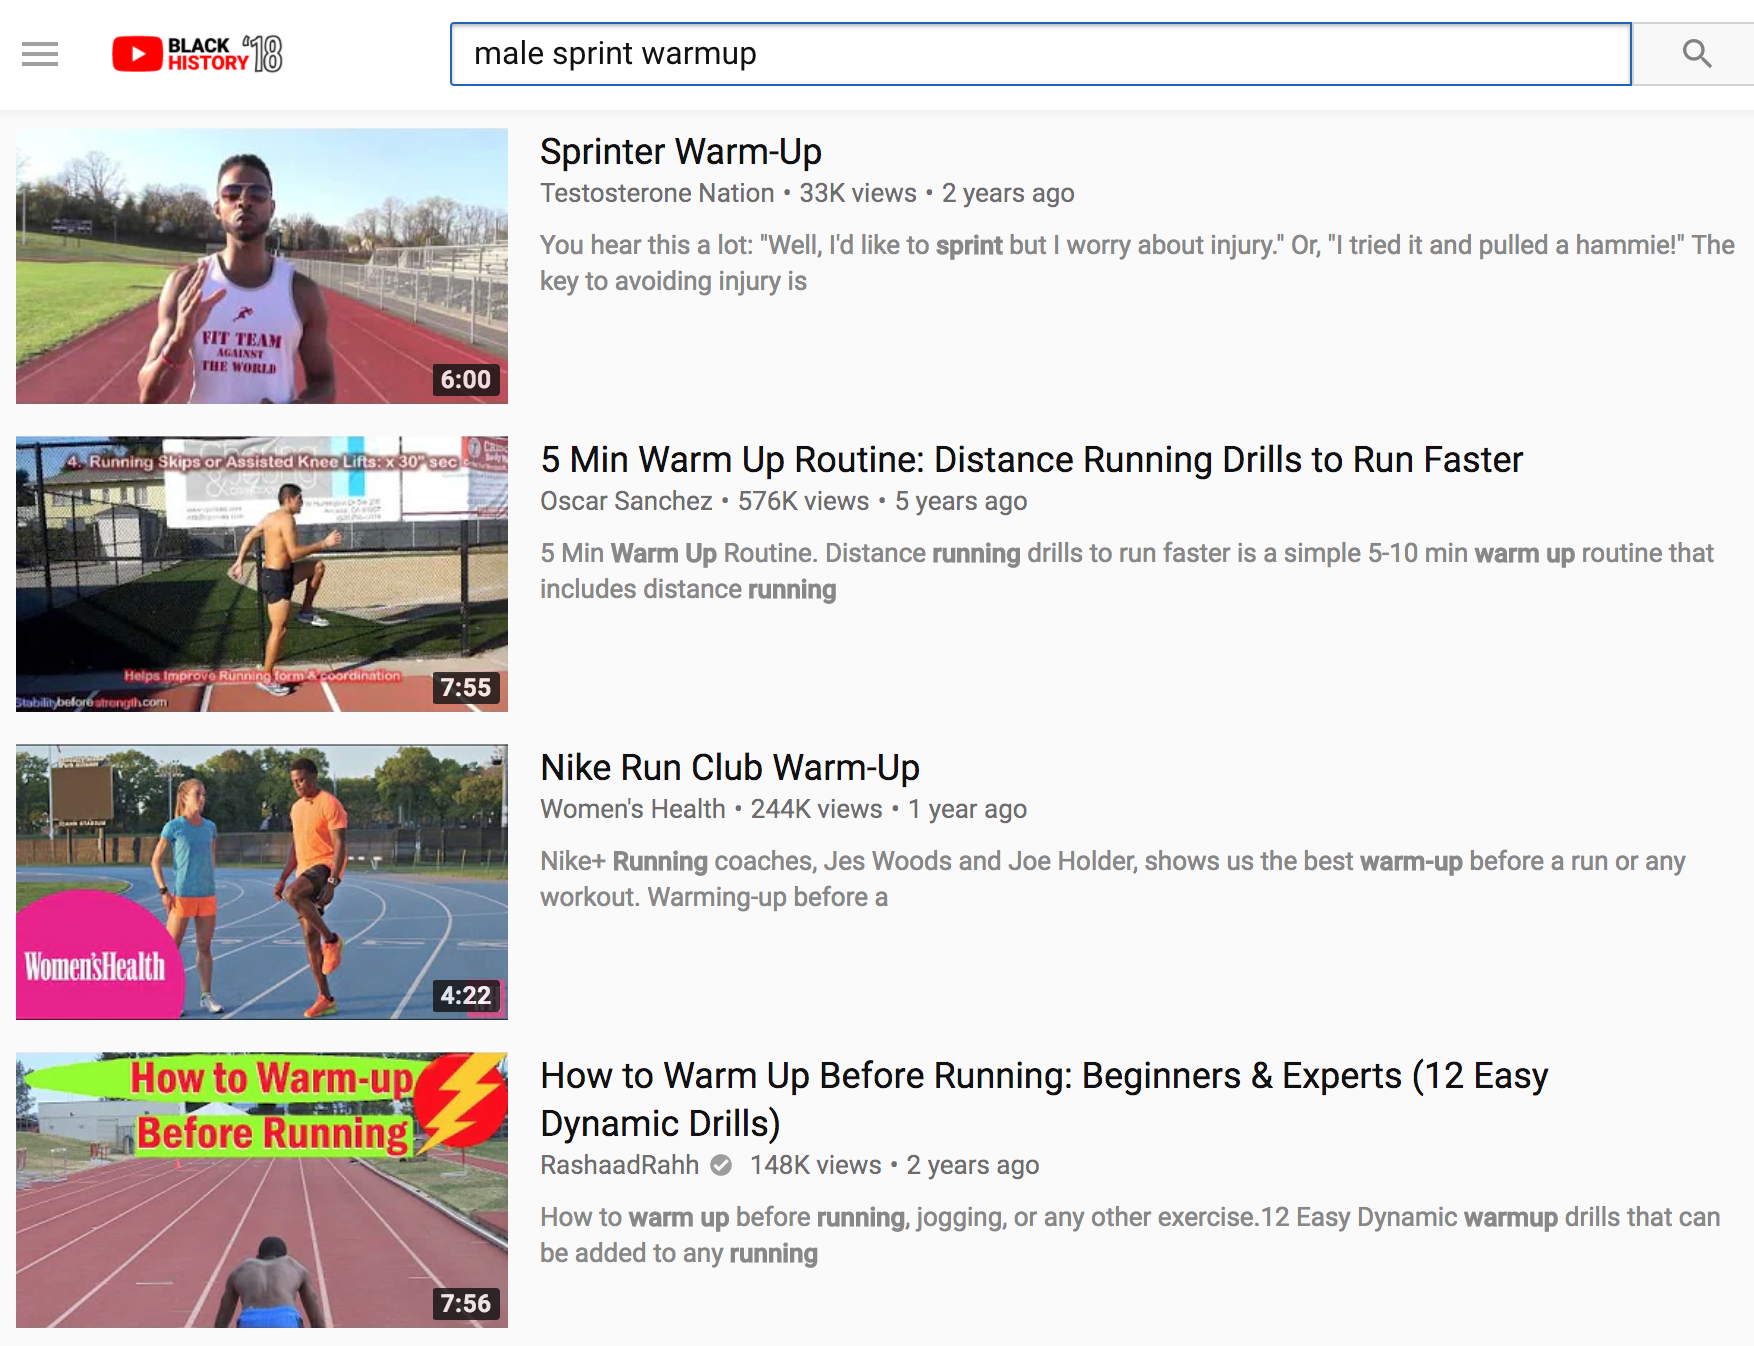 BLACK '18
HISTORY
male sprint warmup
FIT TEAM
AGAINST
THE WORLD
6:00
Sprinter Warm-Up
Testosterone Nation • 33K views • 2 years ago
You hear this a lot: "Well, I'd like to sprint but I worry about injury." Or, "I tried it and pulled a hammie!" The
key to avoiding injury is
4. Running Skips or Assisted Knee Lifts: x 30" sec
Helps Improve Running form & coordination
Stabilitybeforestrength.com
7:55
5 Min Warm Up Routine: Distance Running Drills to Run Faster
Oscar Sanchez • 576K views • 5 years ago
5 Min Warm Up Routine. Distance running drills to run faster is a simple 5-10 min warm up routine that
includes distance running
Women'sHealth
4:22
Nike Run Club Warm-Up
Women's Health • 244K views • 1 year ago
Nike+ Running coaches, Jes Woods and Joe Holder, shows us the best warm-up before a run or any
workout. Warming-up before a
How to Warm-up
Before Running
7:56
How to Warm Up Before Running: Beginners & Experts (12 Easy
Dynamic Drills)
RashaadRahh 148K views • 2 years ago
How to warm up before running, jogging, or any other exercise.12 Easy Dynamic warmup drills that can
be added to any running